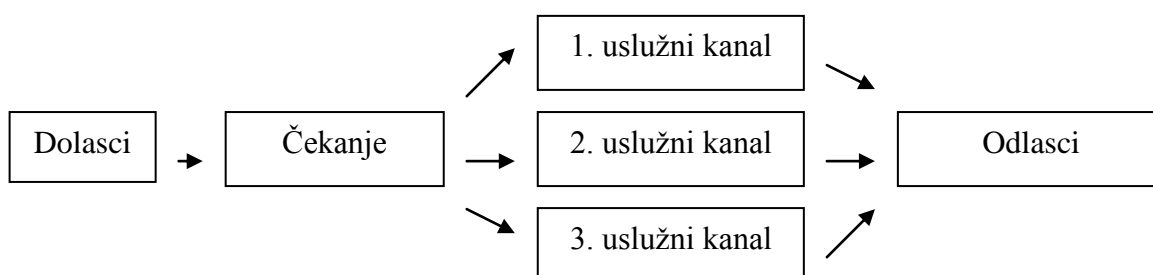 Dolasci
Čekanje
1. uslužni kanal
2. uslužni kanal
3. uslužni kanal
Odlasci